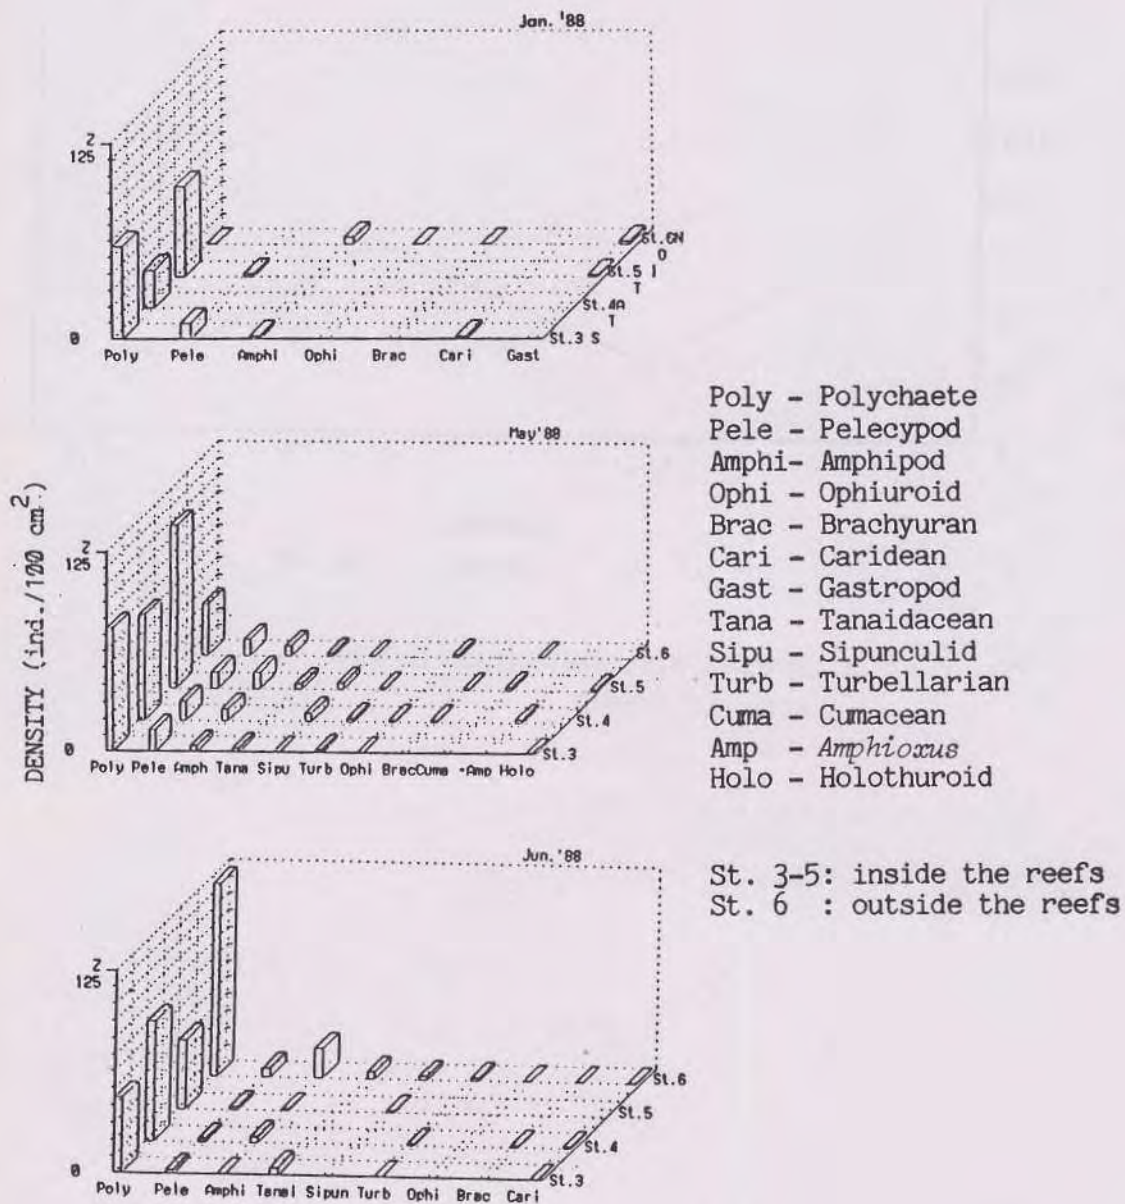 Jan. '88
Z
125
0
St.6N
O
St.5 I
T
St.4A
T
St.3 S
Poly Pele Amphi Ophi Brac Cari Gast
May'88
Z
125
0
St.6
St.5
St.4
St.3
Poly Pele Amph Tana Sipu Turb Ophi BracCuma -Amp Holo
DENSITY (ind./100 cm2)
Jun. '88
Z
125
0
St.6
St.5
St.4
St.3
Poly Pele Amphi Tanai Sipun Turb Ophi Brac Cari
Poly - Polychaete
Pele - Pelecypod
Amphi- Amphipod
Ophi - Ophiuroid
Brac - Brachyuran
Cari - Caridean
Gast - Gastropod
Tana - Tanaidacean
Sipu - Sipunculid
Turb - Turbellarian
Cuma - Cumacean
Amp - Amphioxus
Holo - Holothuroid
St. 3-5: inside the reefs
St. 6 : outside the reefs